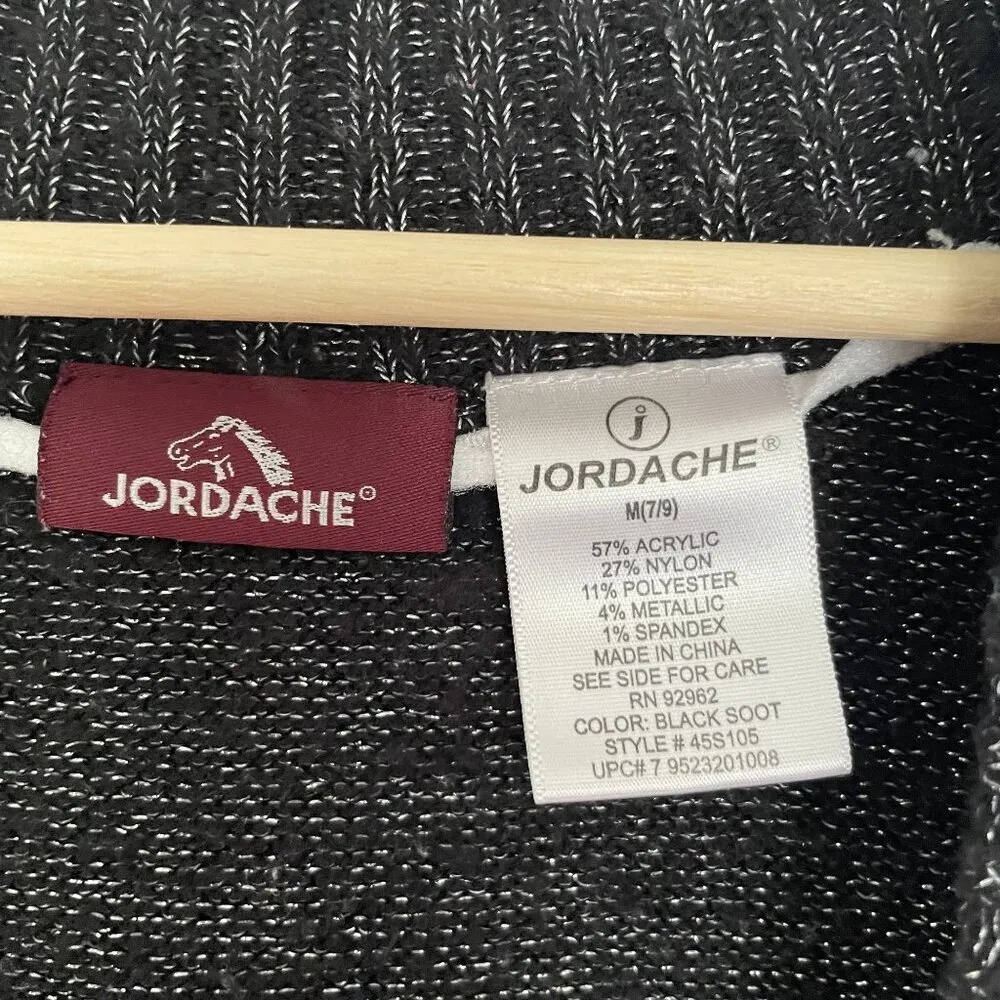 JORDACHE®
j
JORDACHE®
M(7/9)
57% ACRYLIC
27% NYLON
11% POLYESTER
4% METALLIC
1% SPANDEX
MADE IN CHINA
SEE SIDE FOR CARE
RN 92962
COLOR: BLACK SOOT
STYLE # 45S105
UPC# 7 9523201008